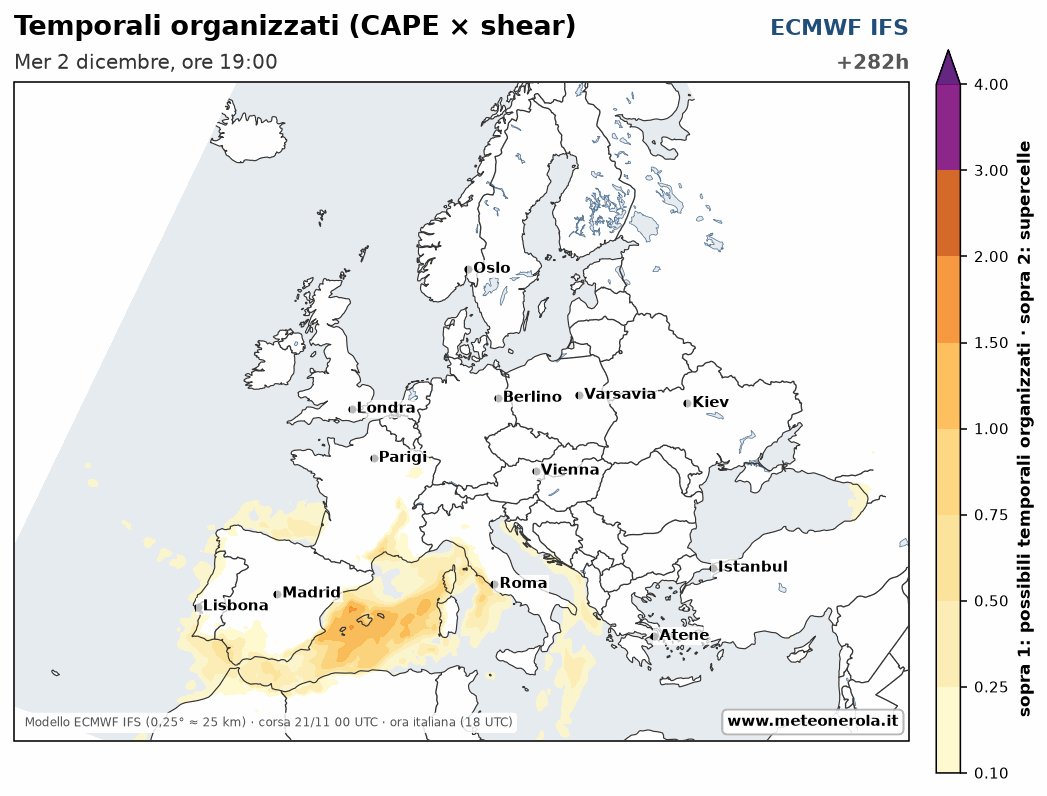 Temporali organizzati (CAPE × shear)
ECMWF IFS
Mer 2 dicembre, ore 19:00
+282h
Oslo
Londra
Berlino
Varsavia
Kiev
Parigi
Vienna
Istanbul
Roma
Madrid
Lisbona
Atene
Modello ECMWF IFS (0,25° ≈ 25 km) · corsa 21/11 00 UTC · ora italiana (18 UTC)
www.meteonerola.it
4.00
3.00
2.00
1.50
1.00
0.75
0.50
0.25
0.10
sopra 1: possibili temporali organizzati · sopra 2: supercelle